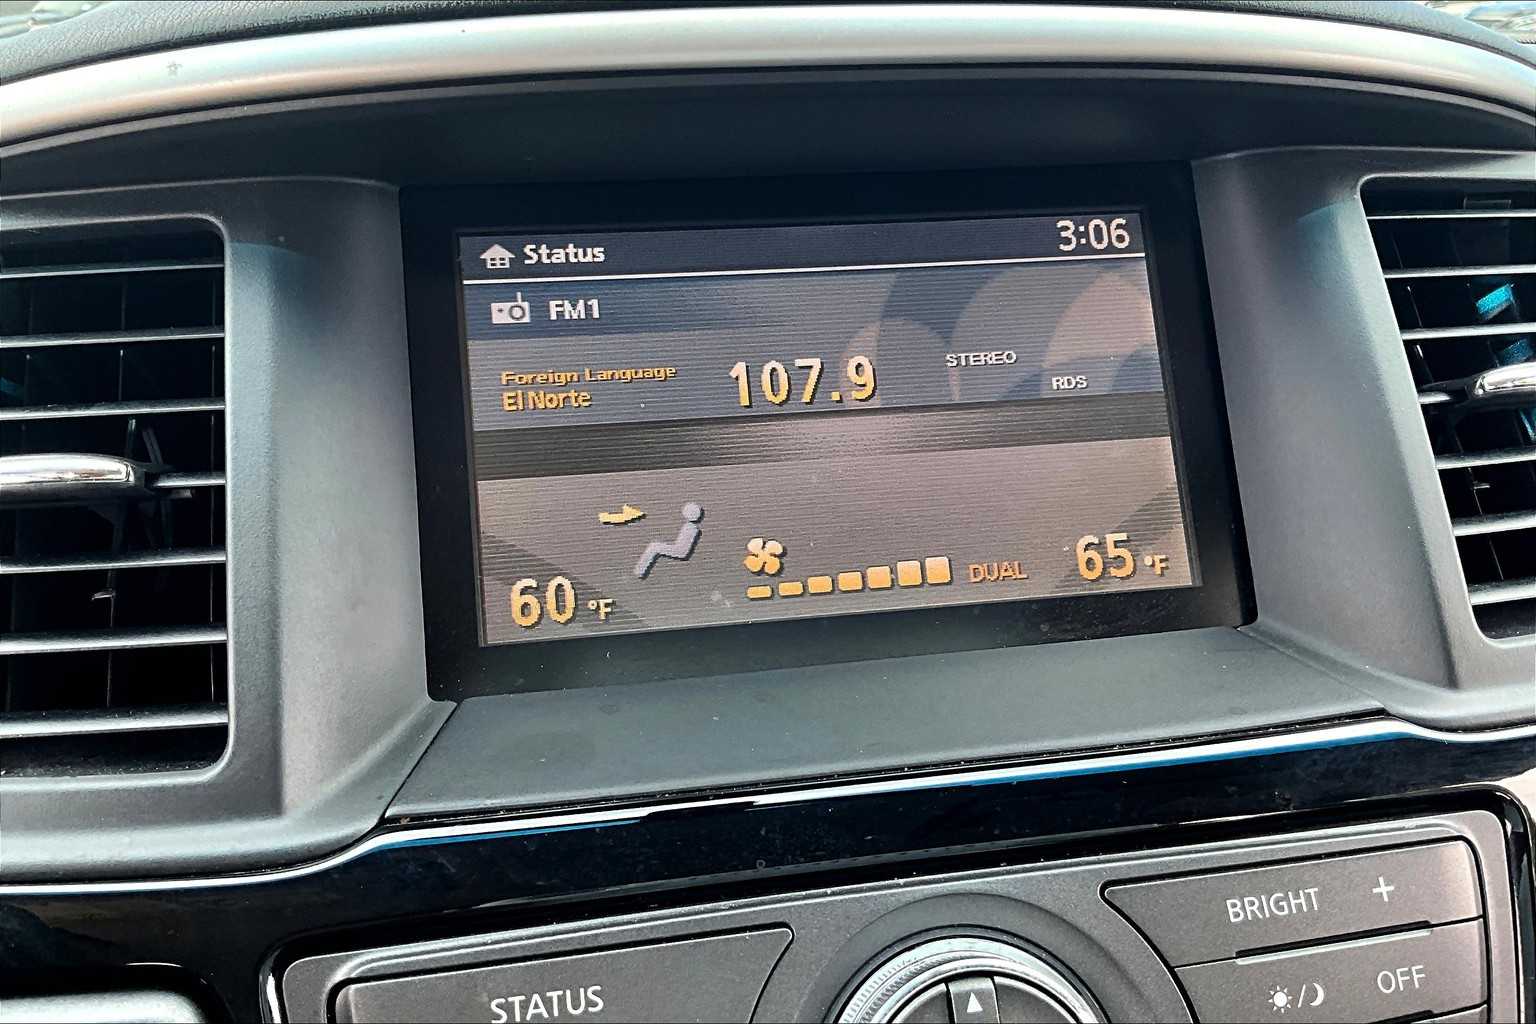 Status
3:06
FM1
Foreign Language
El Norte
107.9
STEREO
RDS
60 °F
DUAL
65 °F
BRIGHT +
STATUS
OFF